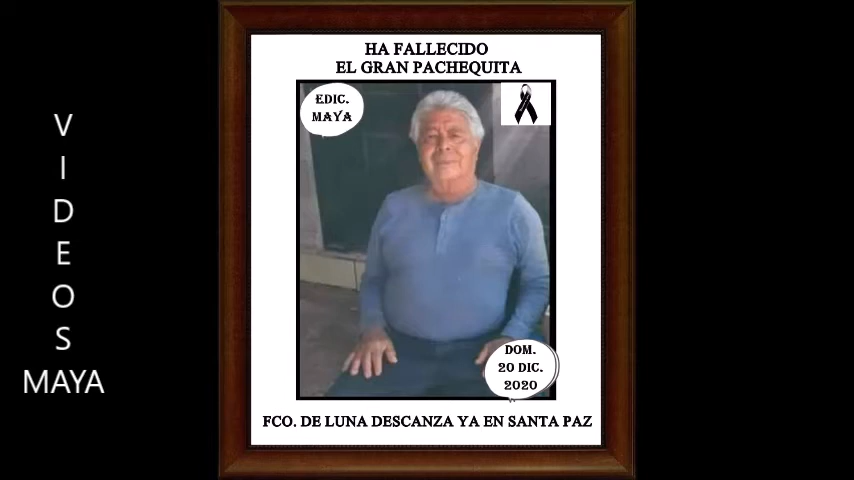 HA FALLECIDO
EL GRAN PACHEQUITA
EDIC.
MAYA
V
I
D
E
O
S
MAYA
DOM.
20 DIC.
2020
FCO. DE LUNA DESCANZA YA EN SANTA PAZ